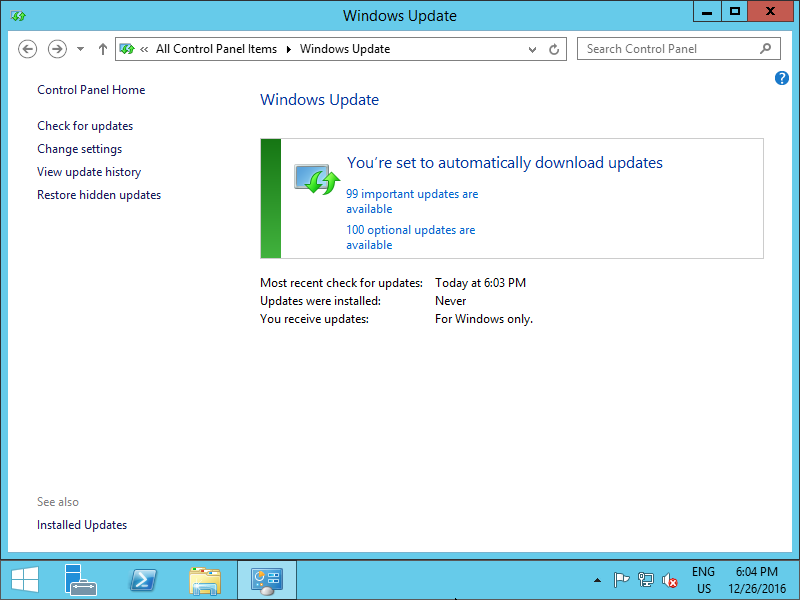 Windows Update
« All Control Panel Items Windows Update
Search Control Panel
Control Panel Home
Check for updates
Change settings
View update history
Restore hidden updates
Windows Update
You're set to automatically download updates
99 important updates are
available
100 optional updates are
available
Most recent check for updates: Today at 6:03 PM
Updates were installed: Never
You receive updates: For Windows only.
See also
Installed Updates
ENG
US
6:04 PM
12/26/2016